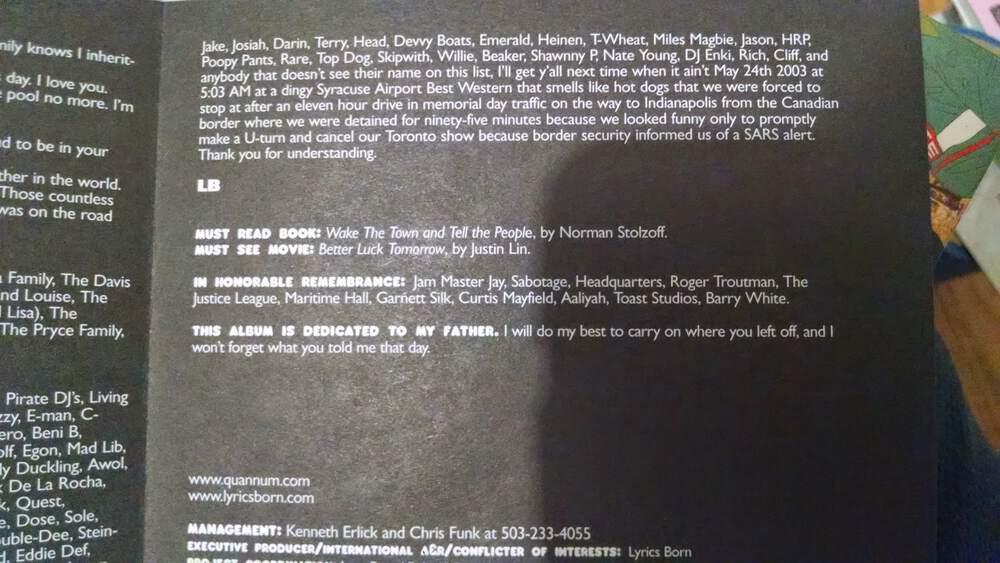 nily knows I inherit-
day. I love you.
pool no more. I'm
d to be in your
ther in the world.
Those countless
was on the road
Family, The Davis
nd Louise, The
Lisa), The
The Pryce Family,
Pirate DJ's, Living
zzy, E-man, C-
ero, Beni B,
olf, Egon, Mad Lib,
ly Duckling, Awol,
De La Rocha,
k, Quest,
e, Dose, Sole,
ouble-Dee, Stein-
d, Eddie Def,
Jake, Josiah, Darin, Terry, Head, Devvy Boats, Emerald, Heinen, T-Wheat, Miles Magbie, Jason, HRP,
Poopy Pants, Rare, Top Dog, Skipwith, Willie, Beaker, Shawnny P, Nate Young, DJ Enki, Rich, Cliff, and
anybody that doesn't see their name on this list, I'll get y'all next time when it ain't May 24th 2003 at
5:03 AM at a dingy Syracuse Airport Best Western that smells like hot dogs that we were forced to
stop at after an eleven hour drive in memorial day traffic on the way to Indianapolis from the Canadian
border where we were detained for ninety-five minutes because we looked funny only to promptly
make a U-turn and cancel our Toronto show because border security informed us of a SARS alert.
Thank you for understanding.
LB
MUST READ BOOK: Wake The Town and Tell the People, by Norman Stolzoff.
MUST SEE MOVIE: Better Luck Tomorrow, by Justin Lin.
IN HONORABLE REMEMBRANCE: Jam Master Jay, Sabotage, Headquarters, Roger Troutman, The
Justice League, Maritime Hall, Garnett Silk, Curtis Mayfield, Aaliyah, Toast Studios, Barry White.
THIS ALBUM IS DEDICATED TO MY FATHER. I will do my best to carry on where you left off, and I
won't forget what you told me that day.
www.quannum.com
www.lyricsborn.com
MANAGEMENT: Kenneth Erlick and Chris Funk at 503-233-4055
EXECUTIVE PRODUCER/INTERNATIONAL A&R/CONFLICTER OF INTERESTS: Lyrics Born